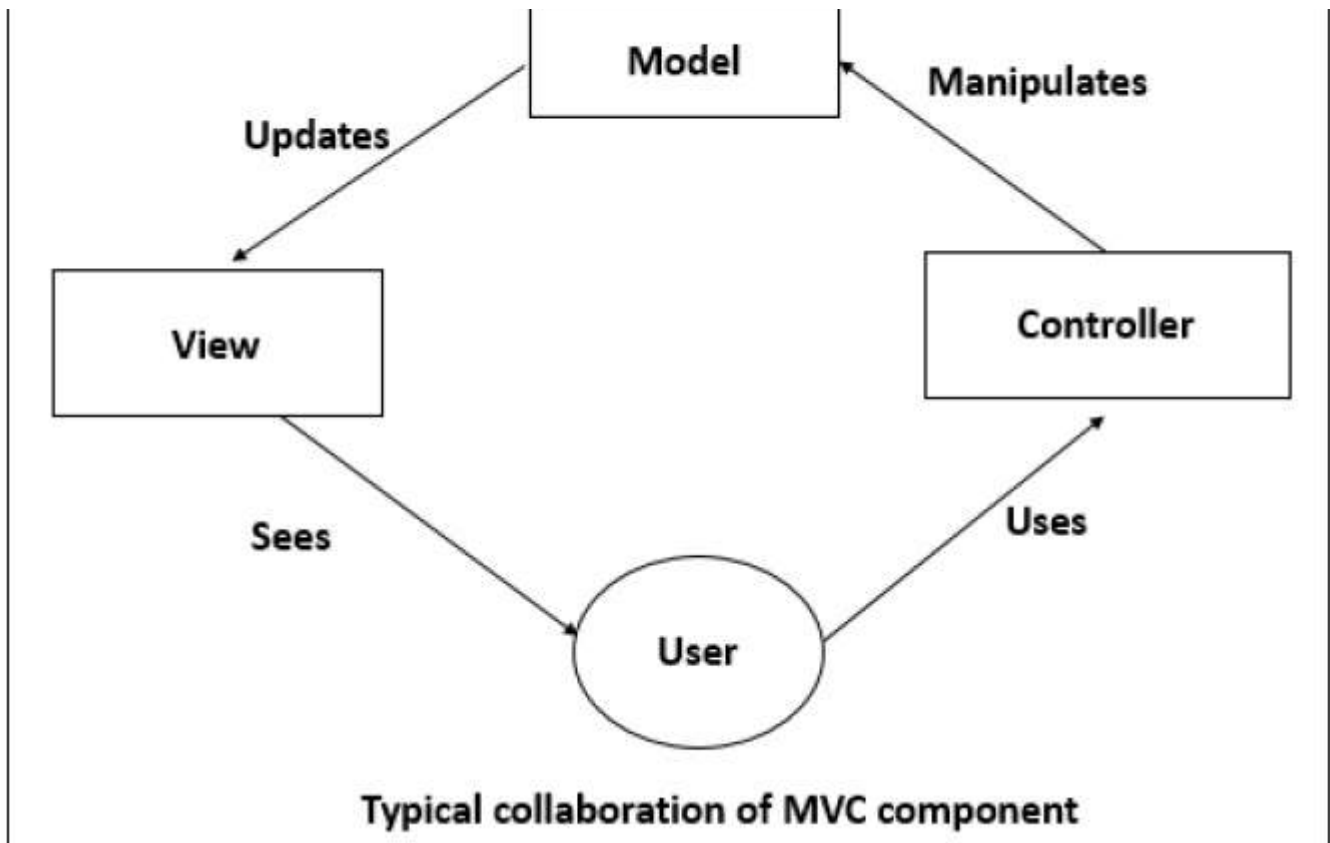 Model
Manipulates
Updates
Controller
View
Sees
Uses
User
Typical collaboration of MVC component